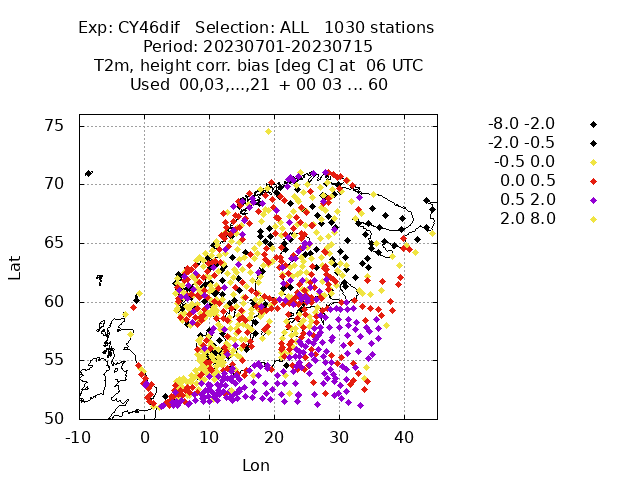 Exp: CY46dif   Selection: ALL   1030 stations
Period: 20230701-20230715
T2m, height corr. bias [deg C] at  06 UTC
Used  00,03,...,21  + 00 03 ... 60
-8.0 -2.0
-2.0 -0.5
-0.5 0.0
0.0 0.5
0.5 2.0
2.0 8.0
75
70
65
60
55
50
Lat
-10 0 10 20 30 40
Lon